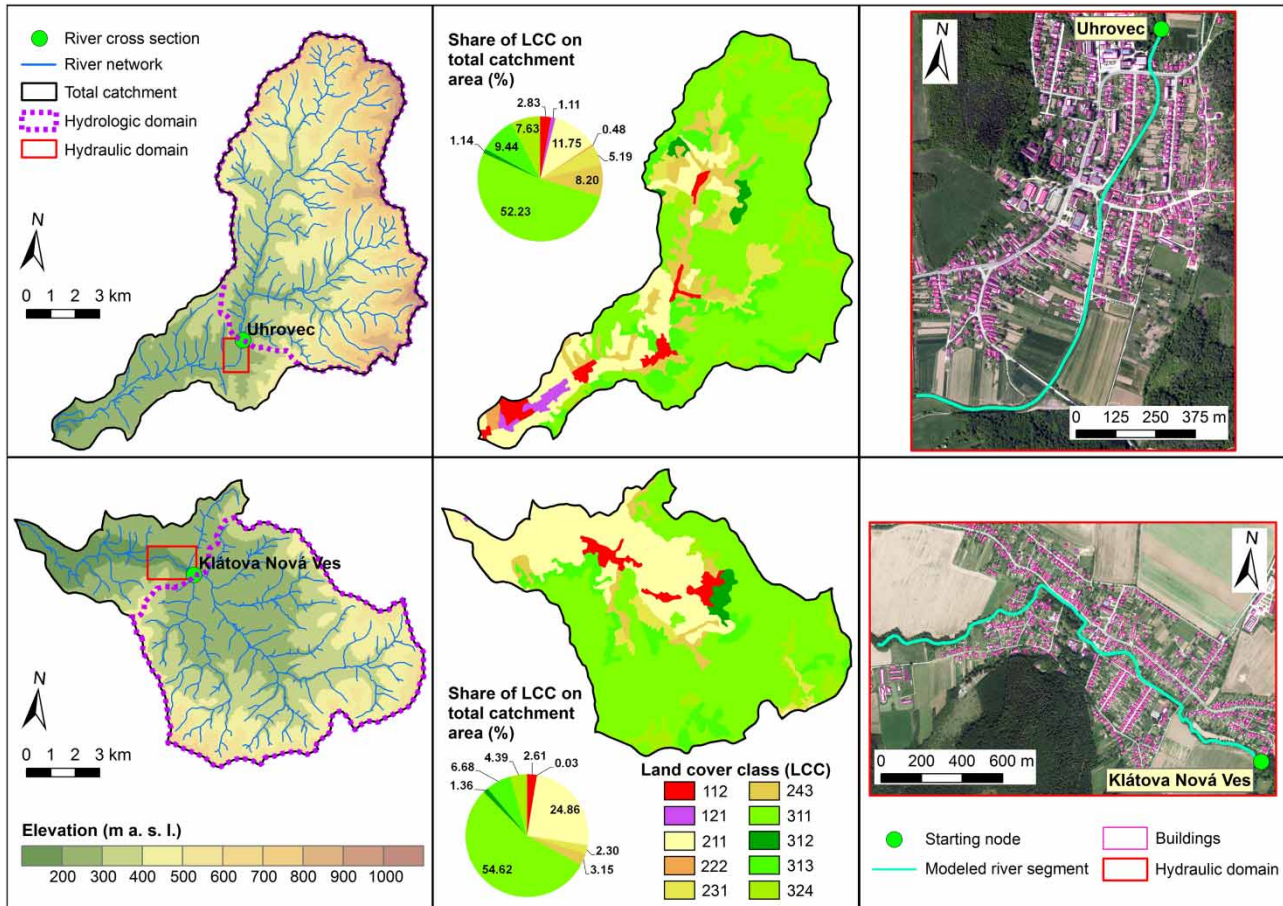 River cross section
River network
Total catchment
Hydrologic domain
Hydraulic domain
N
0 1 2 3 km
Uhrovec
Share of LCC on
total catchment
area (%)
2.83
1.11
7.63
0.48
1.14
9.44
11.75
5.19
8.20
52.23
Uhrovec
N
0 125 250 375 m
Klátova Nová Ves
N
0 1 2 3 km
Elevation (m a. s. l.)
200 300 400 500 600 700 800 900 1000
Share of LCC on
total catchment
area (%)
4.39
2.61
0.03
6.68
1.36
24.86
2.30
3.15
54.62
Land cover class (LCC)
112 243
121 311
211 312
222 313
231 324
N
0 200 400 600 m
Klátova Nová Ves
Starting node Buildings
Modeled river segment Hydraulic domain